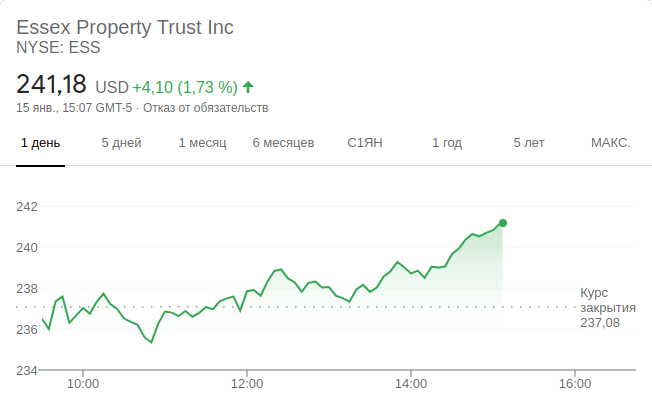 Essex Property Trust Inc
NYSE: ESS
241,18 USD +4,10 (1,73 %)
15 янв., 15:07 GMT-5 · Отказ от обязательств
1 день 5 дней 1 месяц 6 месяцев С1ЯН 1 год 5 лет МАКС.
242
240
238
236
234
Курс
закрытия
237,08
10:00 12:00 14:00 16:00